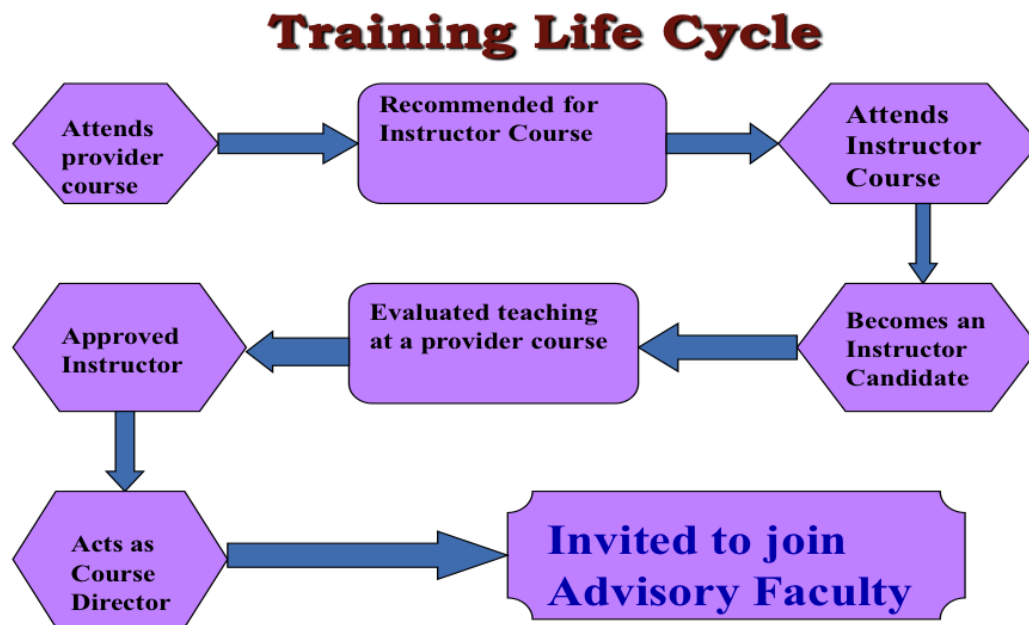 Training Life Cycle
Attends
provider
course
Recommended for
Instructor Course
Attends
Instructor
Course
Becomes an
Instructor
Candidate
Evaluated teaching
at a provider course
Approved
Instructor
Acts as
Course
Director
Invited to join
Advisory Faculty